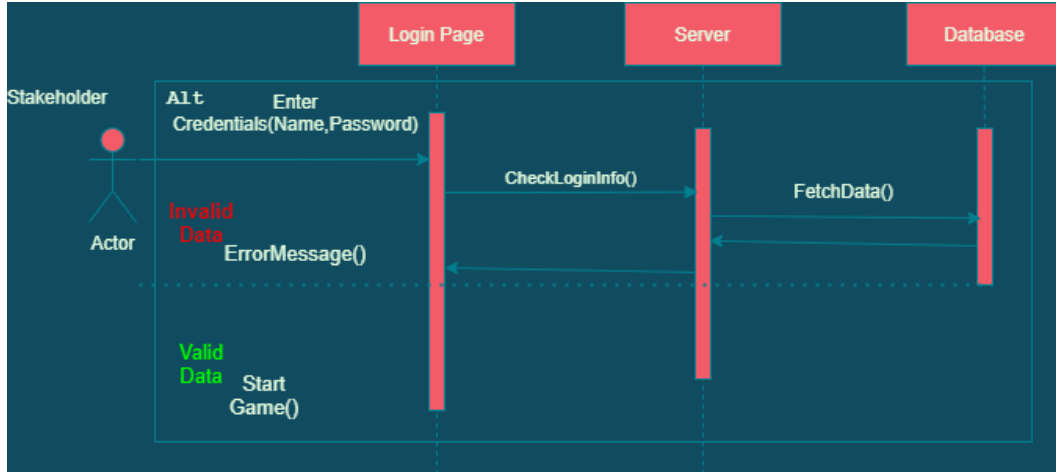 Login Page
Server
Database
Stakeholder
Alt
Enter
Credentials(Name,Password)
CheckLoginInfo()
FetchData()
Invalid
Data
Actor
ErrorMessage()
Valid
Data
Start
Game()